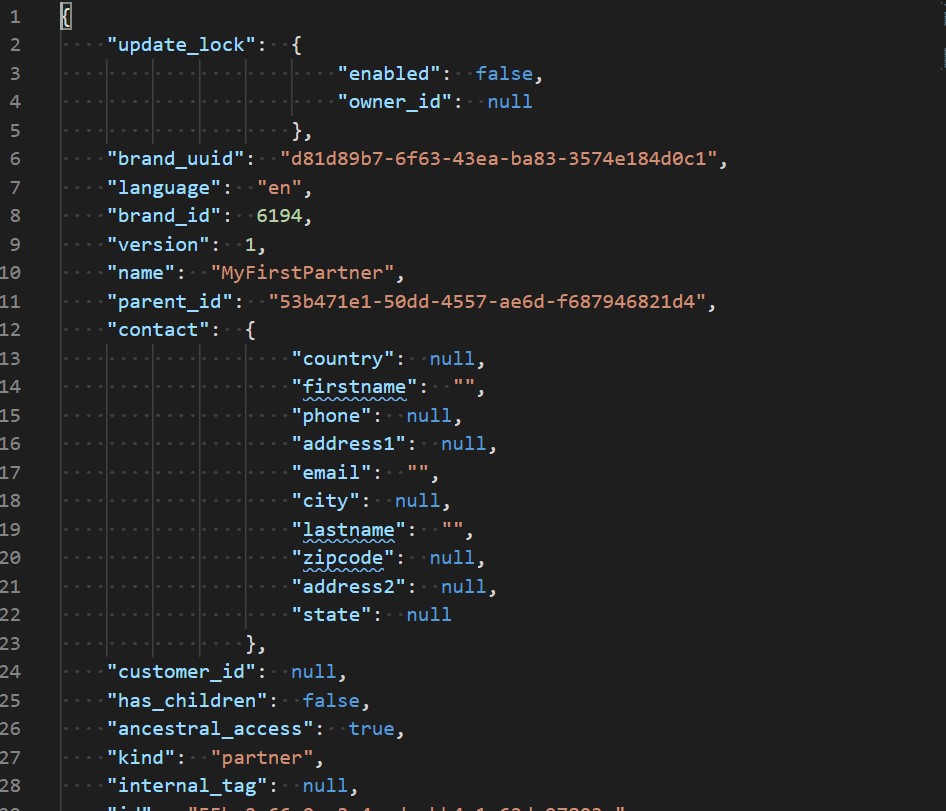 1 {
2 "update_lock": {
3 "enabled": false,
4 "owner_id": null
5 },
6 "brand_uuid": "d81d89b7-6f63-43ea-ba83-3574e184d0c1",
7 "language": "en",
8 "brand_id": 6194,
9 "version": 1,
10 "name": "MyFirstPartner",
11 "parent_id": "53b471e1-50dd-4557-ae6d-f687946821d4",
12 "contact": {
13 "country": null,
14 "firstname": "",
15 "phone": null,
16 "address1": null,
17 "email": "",
18 "city": null,
19 "lastname": "",
20 "zipcode": null,
21 "address2": null,
22 "state": null
23 },
24 "customer_id": null,
25 "has_children": false,
26 "ancestral_access": true,
27 "kind": "partner",
28 "internal_tag": null,